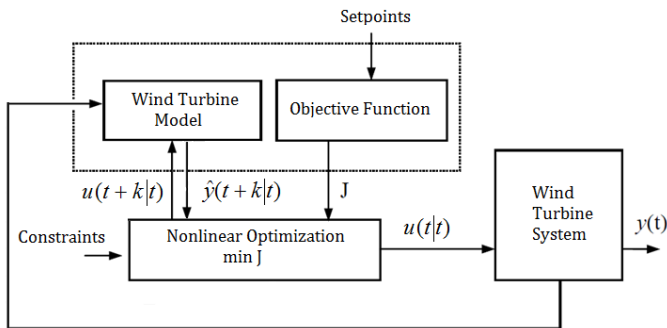 Setpoints
Wind Turbine
Model
Objective Function
u(t + k|t)
ŷ(t + k|t)
J
Constraints
Nonlinear Optimization
min J
u(t|t)
Wind
Turbine
System
y(t)